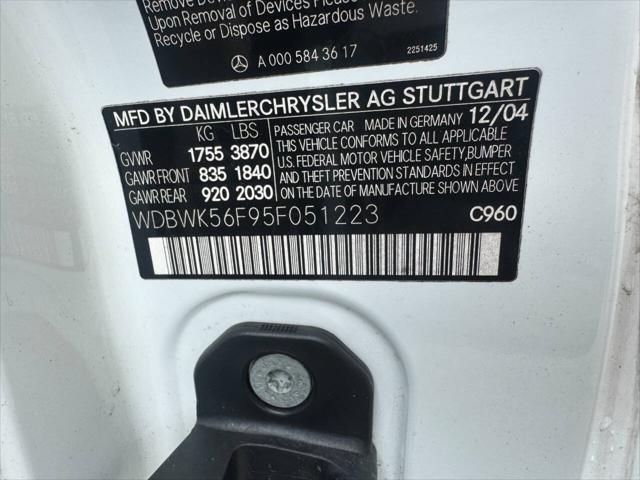 Remove Devi
Upon Removal of Devices Please
Recycle or Dispose as Hazardous Waste.
A 000 584 36 17
2251425
MFD BY DAIMLERCHRYSLER AG STUTTGART
KG LBS PASSENGER CAR MADE IN GERMANY 12/04
GVWR 1755 3870 THIS VEHICLE CONFORMS TO ALL APPLICABLE
GAWR FRONT 835 1840 U.S. FEDERAL MOTOR VEHICLE SAFETY, BUMPER
GAWR REAR 920 2030 AND THEFT PREVENTION STANDARDS IN EFFECT
ON THE DATE OF MANUFACTURE SHOWN ABOVE.
WDBWK56F95F051223 C960